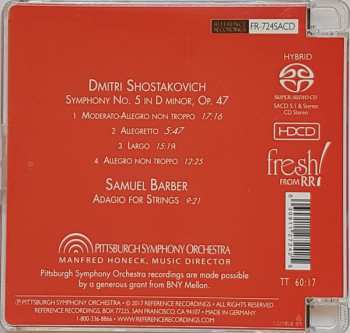 REFERENCE RECORDINGS FR-724SACD
HYBRID
SUPER AUDIO CD
SACD 5.1 & Stereo
CD Stereo
HDCD
fresh!
FROM RR!
DMITRI SHOSTAKOVICH
SYMPHONY NO. 5 IN D MINOR, OP. 47
1 MODERATO-ALLEGRO NON TROPPO 17:16
2 ALLEGRETTO 5:47
3 LARGO 15:19
4 ALLEGRO NON TROPPO 12:25
SAMUEL BARBER
ADAGIO FOR STRINGS 9:21
PITTSBURGH SYMPHONY ORCHESTRA
MANFRED HONECK, MUSIC DIRECTOR
Pittsburgh Symphony Orchestra recordings are made possible
by a generous grant from BNY Mellon.
TT 60:17
Ⓟ PITTSBURGH SYMPHONY ORCHESTRA • © 2017 REFERENCE RECORDINGS. ALL RIGHTS RESERVED.
REFERENCE RECORDINGS, BOX 77225, SAN FRANCISCO CA 94107 • MADE IN GERMANY
1-800-336-8866 • WWW.REFERENCERECORDINGS.COM